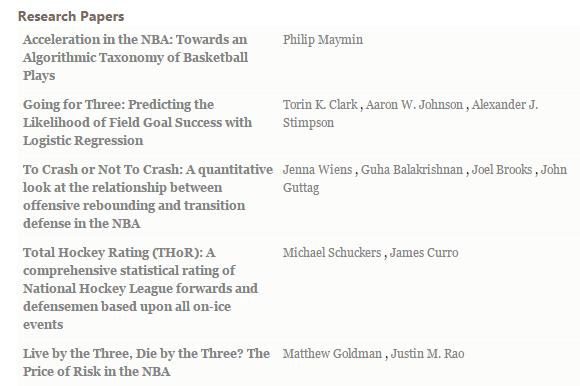 Research Papers
Acceleration in the NBA: Towards an Philip Maymin
Algorithmic Taxonomy of Basketball
Plays
Going for Three: Predicting the Torin K. Clark , Aaron W. Johnson , Alexander J.
Likelihood of Field Goal Success with Stimpson
Logistic Regression
To Crash or Not To Crash: A quantitative Jenna Wiens , Guha Balakrishnan , Joel Brooks , John
look at the relationship between Guttag
offensive rebounding and transition
defense in the NBA
Total Hockey Rating (THoR): A Michael Schuckers , James Curro
comprehensive statistical rating of
National Hockey League forwards and
defensemen based upon all on-ice
events
Live by the Three, Die by the Three? The Matthew Goldman , Justin M. Rao
Price of Risk in the NBA